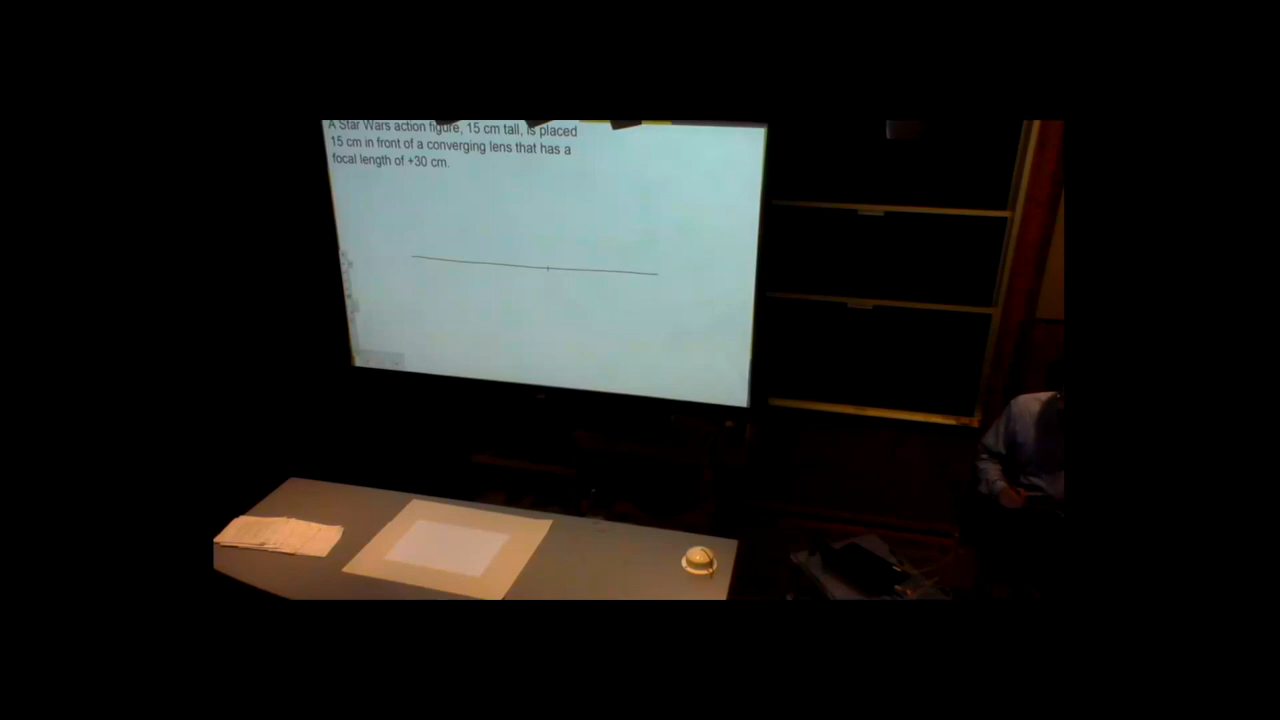 A Star Wars action figure, 15 cm tall, is placed
15 cm in front of a converging lens that has a
focal length of +30 cm.